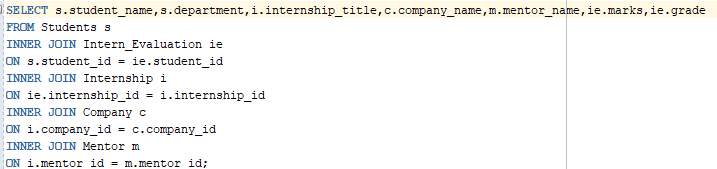 SELECT s.student_name,s.department,i.internship_title,c.company_name,m.mentor_name,ie.marks,ie.grade
FROM Students s
INNER JOIN Intern_Evaluation ie
ON s.student_id = ie.student_id
INNER JOIN Internship i
ON ie.internship_id = i.internship_id
INNER JOIN Company c
ON i.company_id = c.company_id
INNER JOIN Mentor m
ON i.mentor_id = m.mentor_id;